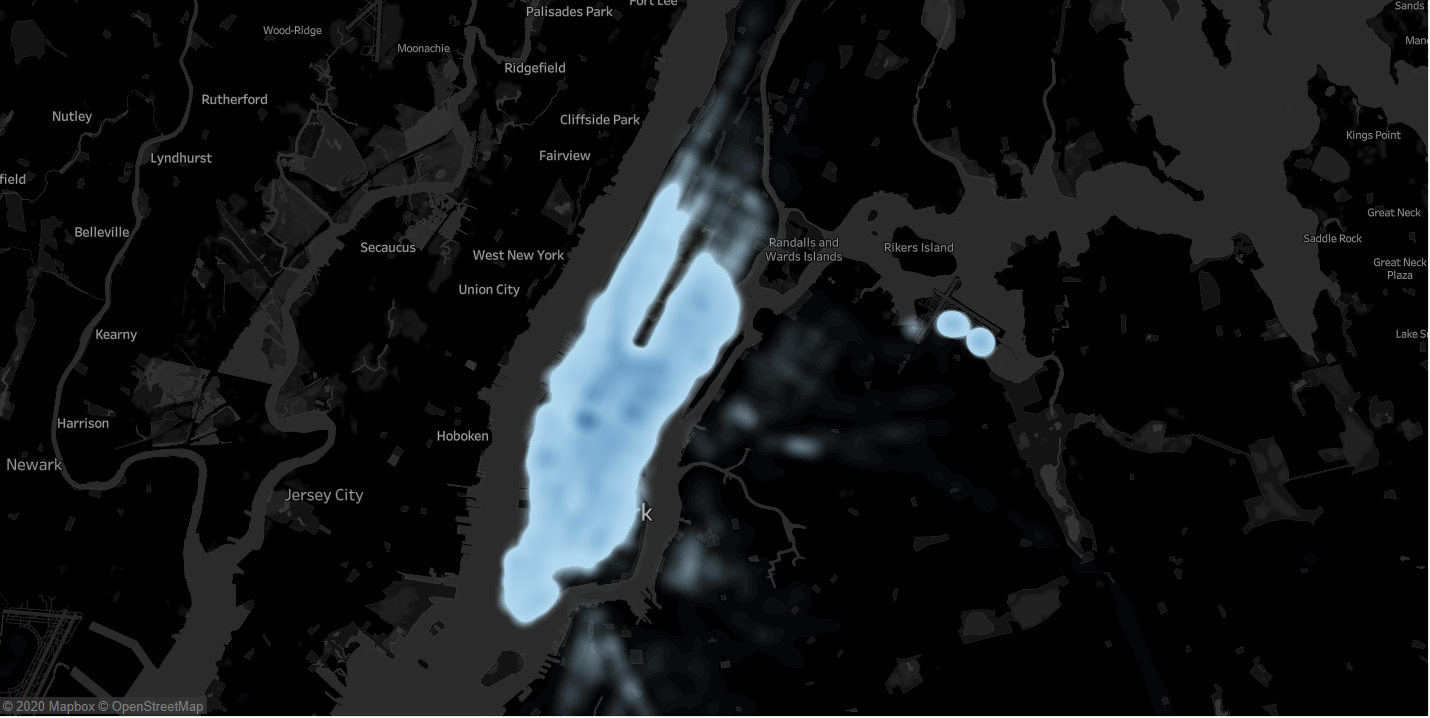 Palisades Park
Fort Lee
Sands
Wood-Ridge
Moonachie
Ridgefield
Rutherford
Nutley
Cliffside Park
Kings Point
Fairview
Lyndhurst
field
Great Neck
Belleville
Secaucus
West New York
Randalls and
Wards Islands
Rikers Island
Saddle Rock
Great Neck
Plaza
Union City
Kearny
Harrison
Hoboken
Newark
Jersey City
rk
© 2020 Mapbox © OpenStreetMap